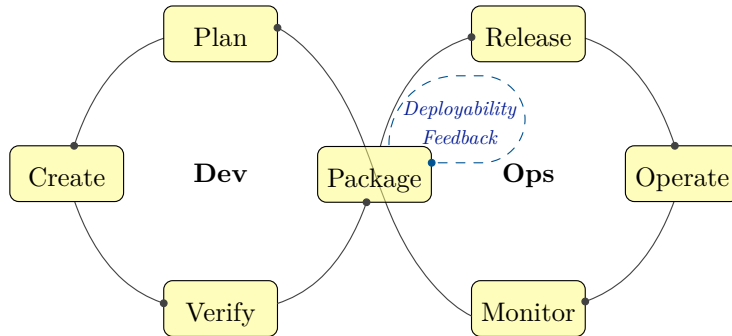 Plan
Release
Deployability
Feedback
Create
Dev
Package
Ops
Operate
Verify
Monitor